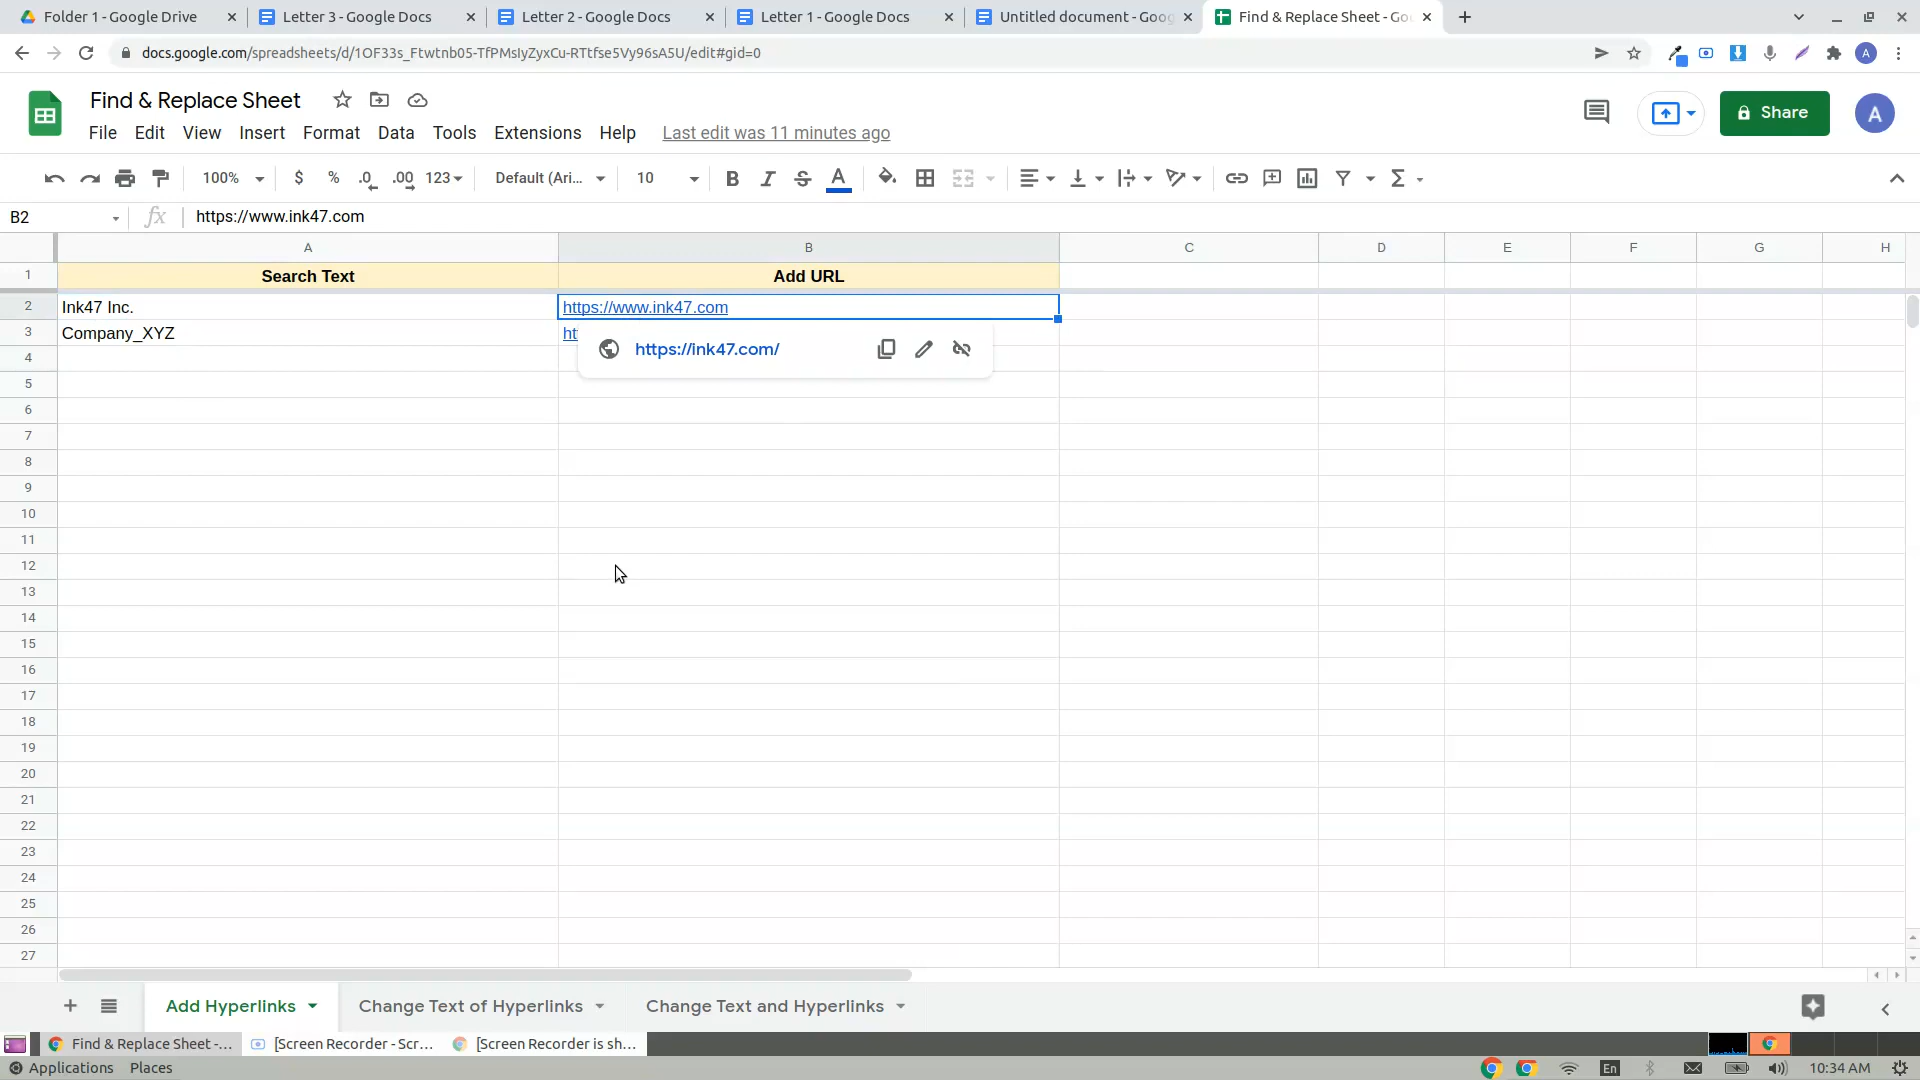 Folder 1 - Google Drive
Letter 3 - Google Docs
Letter 2 - Google Docs
Letter 1 - Google Docs
Untitled document - Goog
Find & Replace Sheet - Go
docs.google.com/spreadsheets/d/1OF33s_Ftwtnb05-TfPMsIyZyxCu-RTtfse5Vy96sA5U/edit#gid=0
A
Find & Replace Sheet
File Edit View Insert Format Data Tools Extensions Help Last edit was 11 minutes ago
Share
A
100% $ % .0 .00 123 Default (Ari... 10 B I S A
B2 fx https://www.ink47.com
A B C D E F G H
1 Search Text Add URL
2 Ink47 Inc. https://www.ink47.com
3 Company_XYZ ht
https://ink47.com/
4
5
6
7
8
9
10
11
12
13
14
15
16
17
18
19
20
21
22
23
24
25
26
27
Add Hyperlinks Change Text of Hyperlinks Change Text and Hyperlinks
Find & Replace Sheet -... [Screen Recorder - Scr... [Screen Recorder is sh...
Applications Places En 10:34 AM